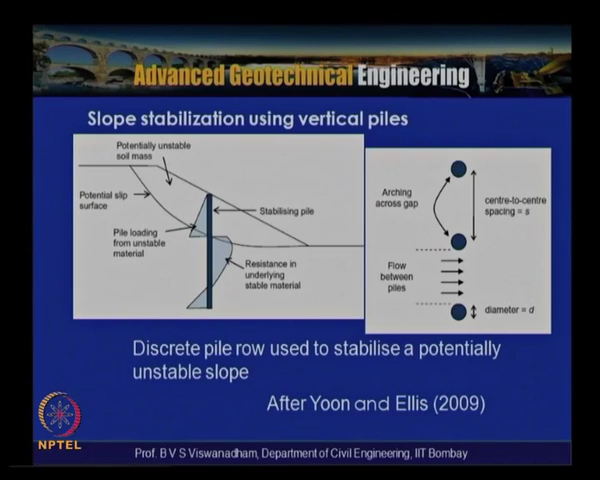 Advanced Geotechnical Engineering
Slope stabilization using vertical piles
Potentially unstable
soil mass
Potential slip
surface
Stabilising pile
Pile loading
from unstable
material
Resistance in
underlying
stable material
Arching
across gap
centre-to-centre
spacing = s
Flow
between
piles
diameter = d
Discrete pile row used to stabilise a potentially
unstable slope
After Yoon and Ellis (2009)
NPTEL
Prof. B V S Viswanadham, Department of Civil Engineering, IIT Bombay